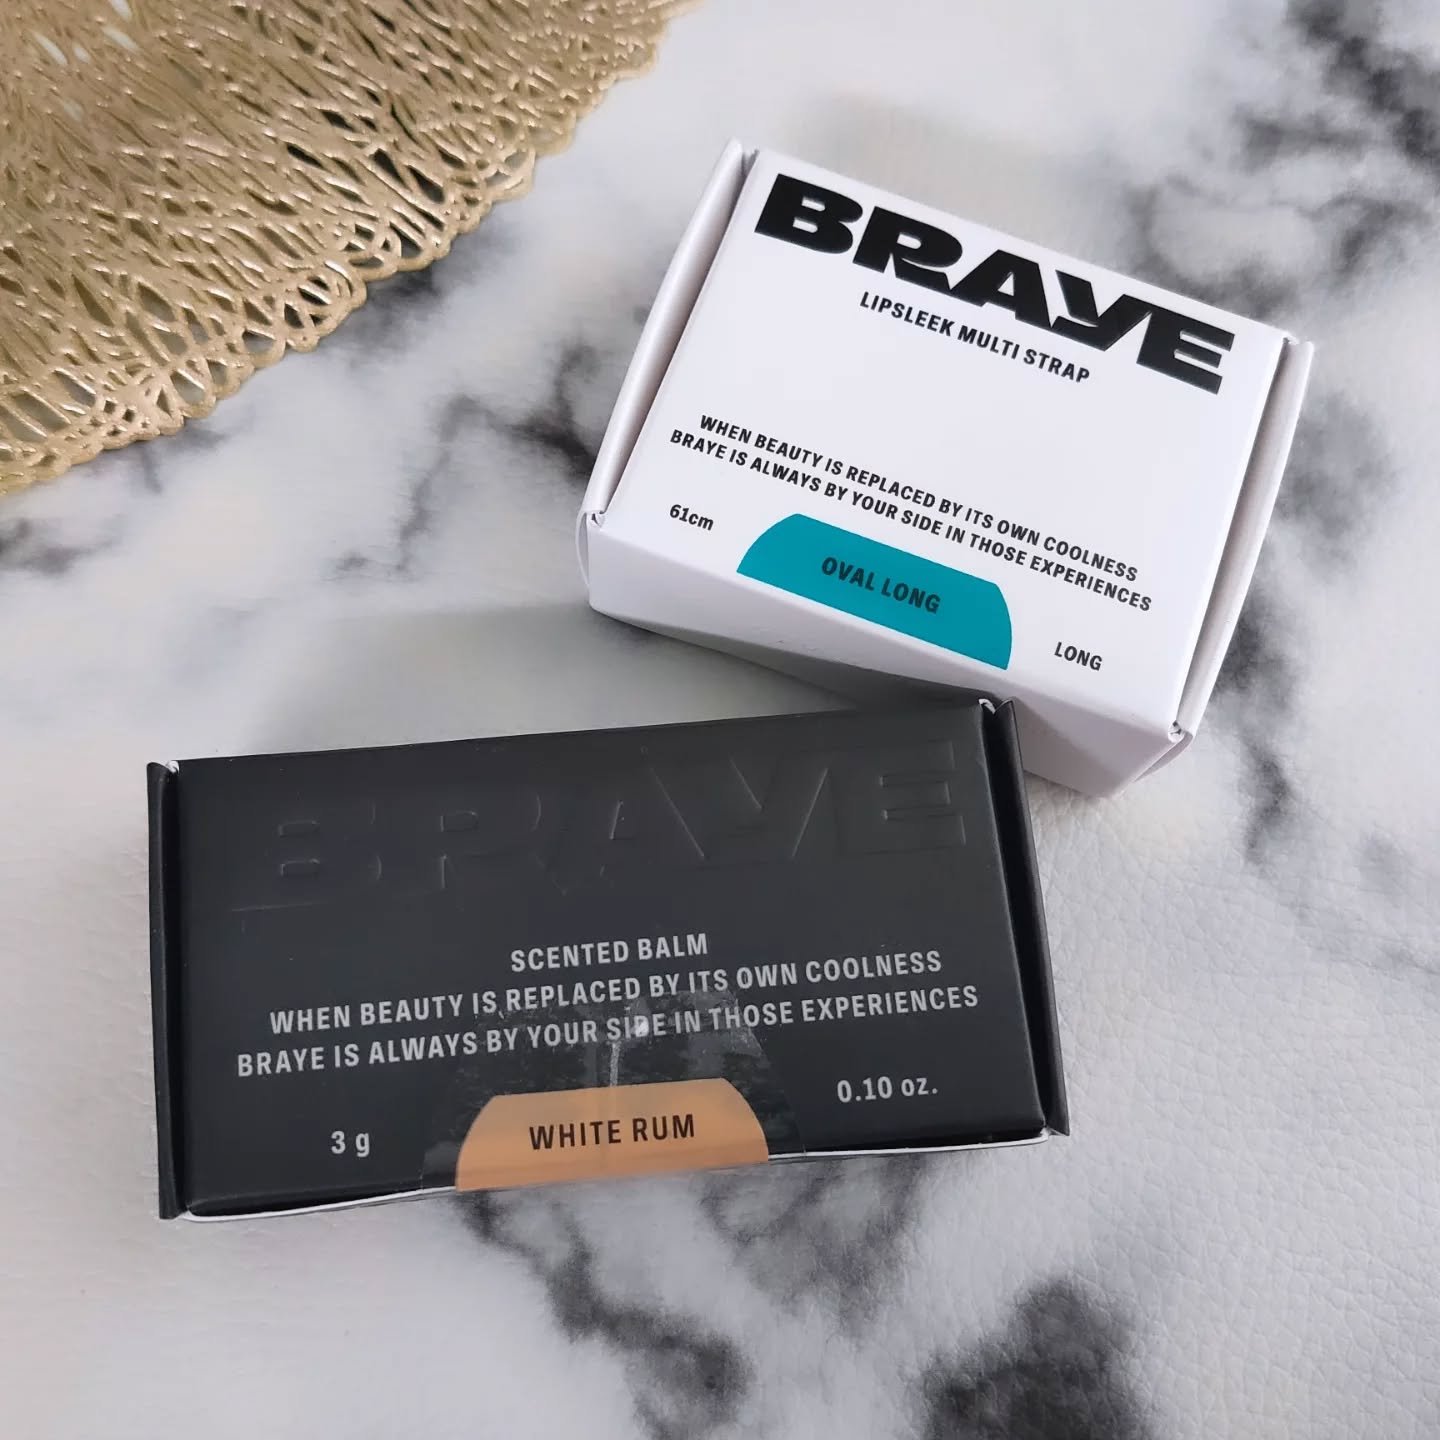 BRAYE
LIPSLEEK MULTI STRAP
WHEN BEAUTY IS REPLACED BY ITS OWN COOLNESS
BRAYE IS ALWAYS BY YOUR SIDE IN THOSE EXPERIENCES
61cm
OVAL LONG
LONG
BRAYE
SCENTED BALM
WHEN BEAUTY IS REPLACED BY ITS OWN COOLNESS
BRAYE IS ALWAYS BY YOUR SIDE IN THOSE EXPERIENCES
3 g
WHITE RUM
0.10 oz.